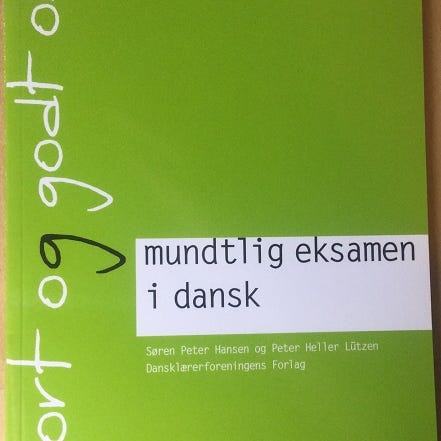 ort og godt o
mundtlig eksamen
i dansk
Søren Peter Hansen og Peter Heller Lützen
Dansklærerforeningens Forlag